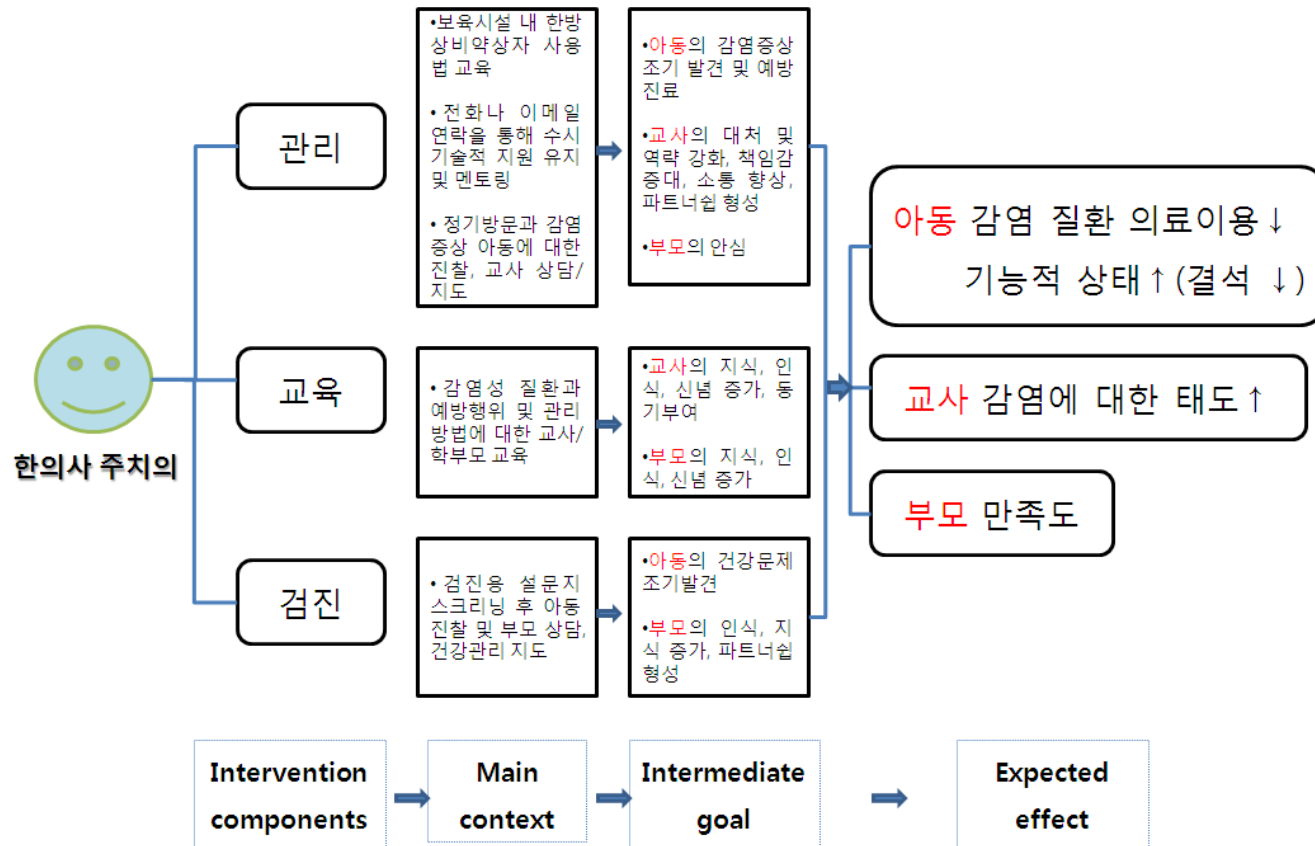 관리
•보육시설 내 한방
상비약상자 사용
법 교육
• 전화나 이메일
연락을 통해 수시
기술적 지원 유지
및 멘토링
• 정기방문과 감염
증상 아동에 대한
진찰, 교사 상담/
지도
•아동의 감염증상
조기 발견 및 예방
진료
•교사의 대처 및
역략 강화, 책임감
증대, 소통 향상,
파트너쉽 형성
•부모의 안심
한의사 주치의
교육
• 감염성 질환과
예방행위 및 관리
방법에 대한 교사/
학부모 교육
•교사의 지식, 인
식, 신념 증가, 동
기부여
•부모의 지식, 인
식, 신념 증가
검진
• 검진용 설문지
스크리닝 후 아동
진찰 및 부모 상담,
건강관리 지도
•아동의 건강문제
조기발견
•부모의 인식, 지
식 증가, 파트너쉽
형성
아동 감염 질환 의료이용↓
기능적 상태↑(결석 ↓)
교사 감염에 대한 태도↑
부모 만족도
Intervention
components
Main
context
Intermediate
goal
Expected
effect